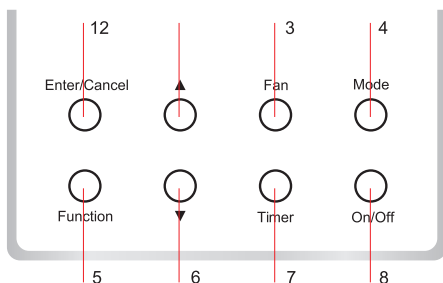 12 3 4
Enter/Cancel ▲ Fan Mode
Function ▼ Timer On/Off
5 6 7 8